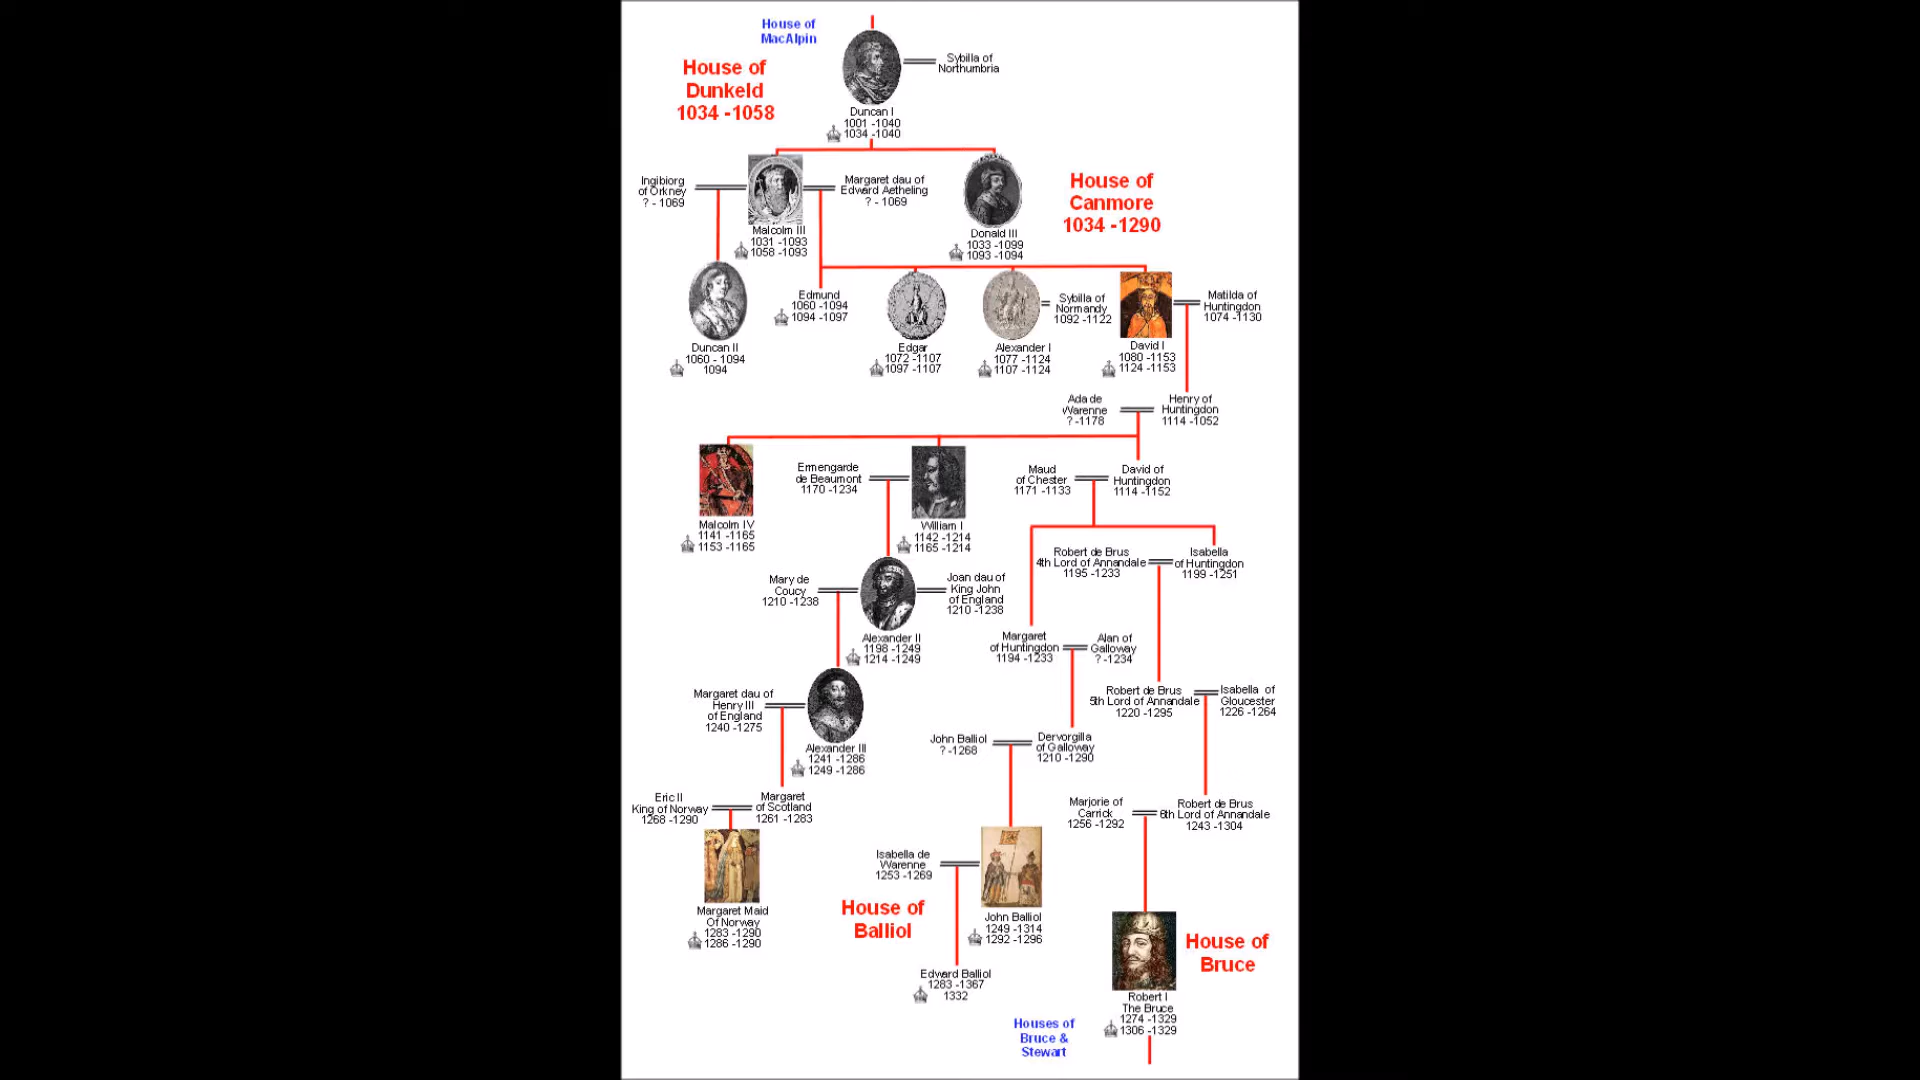 House of
MacAlpin
House of
Dunkeld
1034 -1058
Sybilla of
Northumbria
Duncan I
1001 -1040
1034 -1040
Ingibiorg
of Orkney
? - 1069
Margaret dau of
Edward Aetheling
? - 1069
House of
Canmore
1034 -1290
Malcolm III
1031 -1093
1058 -1093
Donald III
1033 -1099
1093 -1094
Edmund
1060 -1094
1094 -1097
Sybilla of
Normandy
1092 -1122
Matilda of
Huntingdon
1074 -1130
Duncan II
1060 - 1094
1094
Edgar
1072 -1107
1097 -1107
Alexander I
1077 -1124
1107 -1124
David I
1080 -1153
1124 -1153
Ada de
Warenne
? -1178
Henry of
Huntingdon
1114 -1052
Ermengarde
de Beaumont
1170 -1234
Maud
of Chester
1171 -1133
David of
Huntingdon
1114 -1152
Malcolm IV
1141 -1165
1153 -1165
William I
1142 -1214
1165 -1214
Robert de Brus
4th Lord of Annandale
1195 -1233
Isabella
of Huntingdon
1199 -1251
Mary de
Coucy
1210 -1238
Joan dau of
King John
of England
1210 -1238
Alexander II
1198 -1249
1214 -1249
Margaret
of Huntingdon
1194 -1233
Alan of
Galloway
? -1234
Margaret dau of
Henry III
of England
1240 -1275
Robert de Brus
5th Lord of Annandale
1220 -1295
Isabella of
Gloucester
1226 -1264
Alexander III
1241 -1286
1249 -1286
John Balliol
? -1268
Dervorgilla
of Galloway
1210 -1290
Eric II
King of Norway
1268 -1290
Margaret
of Scotland
1261 -1283
Marjorie of
Carrick
1256 -1292
Robert de Brus
6th Lord of Annandale
1243 -1304
Isabella de
Warenne
1253 -1269
Margaret Maid
Of Norway
1283 -1290
1286 -1290
House of
Balliol
John Balliol
1249 -1314
1292 -1296
House of
Bruce
Edward Balliol
1283 -1367
1332
Robert I
The Bruce
1274 -1329
1306 -1329
Houses of
Bruce &
Stewart